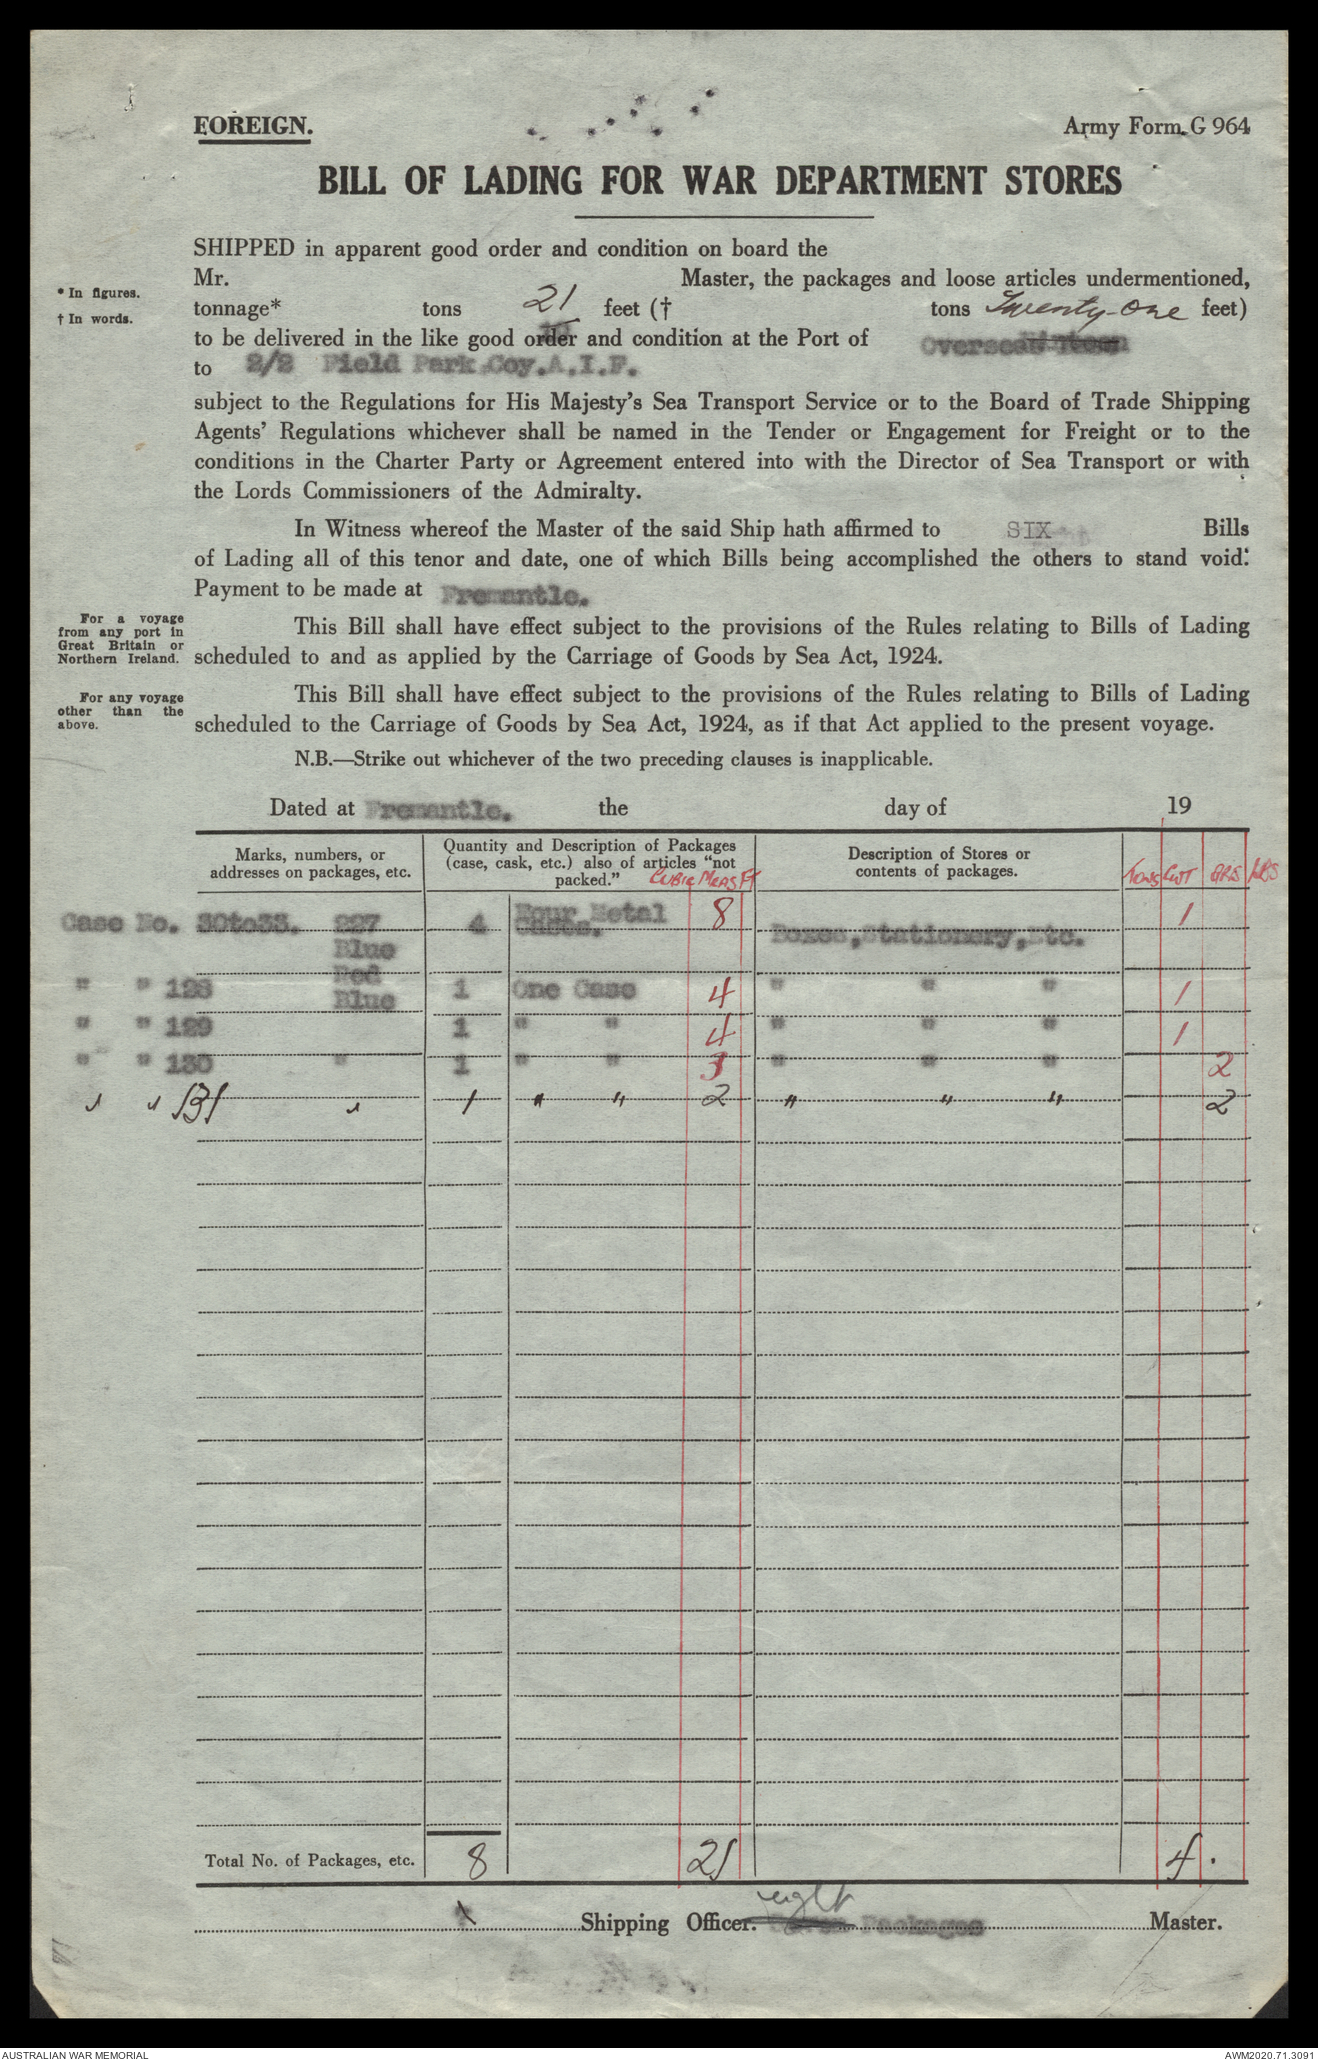 FOREIGN.
Army Form G 964
BILL OF LADING FOR WAR DEPARTMENT STORES
SHIPPED in apparent good order and condition on board the
Mr. Master, the packages and loose articles undermentioned,
* In figures.
† In words.
tonnage* tons 21 feet († tons Twenty-One feet)
to be delivered in the like good order and condition at the Port of Overseas
to 2/2 Field Park Coy. A.I.F.
subject to the Regulations for His Majesty's Sea Transport Service or to the Board of Trade Shipping
Agents' Regulations whichever shall be named in the Tender or Engagement for Freight or to the
conditions in the Charter Party or Agreement entered into with the Director of Sea Transport or with
the Lords Commissioners of the Admiralty.
In Witness whereof the Master of the said Ship hath affirmed to SIX Bills
of Lading all of this tenor and date, one of which Bills being accomplished the others to stand void.
Payment to be made at Fremantle.
For a voyage
from any port in
Great Britain or
Northern Ireland.
This Bill shall have effect subject to the provisions of the Rules relating to Bills of Lading
scheduled to and as applied by the Carriage of Goods by Sea Act, 1924.
For any voyage
other than the
above.
This Bill shall have effect subject to the provisions of the Rules relating to Bills of Lading
scheduled to the Carriage of Goods by Sea Act, 1924, as if that Act applied to the present voyage.
N.B.—Strike out whichever of the two preceding clauses is inapplicable.
Dated at Fremantle. the day of 19
Marks, numbers, or
addresses on packages, etc.
Quantity and Description of Packages
(case, cask, etc.) also of articles "not
packed." CUBIC MEAS FT
Description of Stores or
contents of packages.
TONS CWT QRS LBS
Case No. 30to33. 227 4 Four Metal 8 1
Cases.
Blue Boxes, Stationery, Etc.
Red
" " 128 Blue 1 One Case 4 " " " 1
" " 129 1 " " 4 " " " 1
" " 130 " 1 " " 3 " " " 2
" " 131 " 1 " " 2 " " " 2
Total No. of Packages, etc. 8 21 4 .
eight
Shipping Officer. Seven Packages Master.
AUSTRALIAN WAR MEMORIAL
AWM2020.71.3091